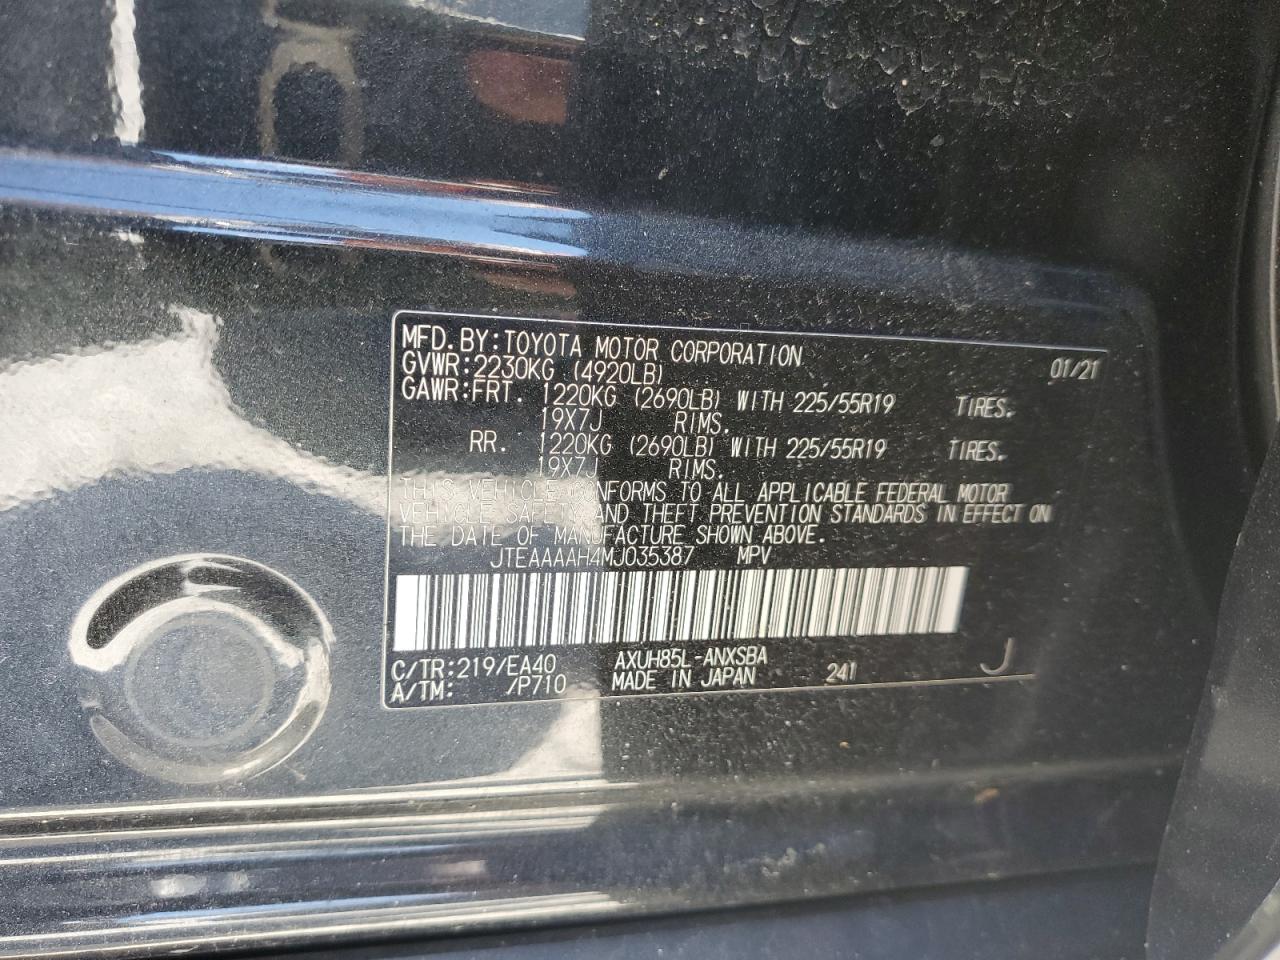 MFD.BY:TOYOTA MOTOR CORPORATION 01/21
GVWR:2230KG (4920LB)
GAWR:FRT. 1220KG (2690LB) WITH 225/55R19 TIRES.
19X7J RIMS.
RR. 1220KG (2690LB) WITH 225/55R19 TIRES.
19X7J RIMS.
THIS VEHICLE CONFORMS TO ALL APPLICABLE FEDERAL MOTOR
VEHICLE SAFETY AND THEFT PREVENTION STANDARDS IN EFFECT ON
THE DATE OF MANUFACTURE SHOWN ABOVE.
JTEAAAAH4MJ035387 MPV
C/TR:219/EA40 AXUH85L-ANXSBA
A/TM: /P710 MADE IN JAPAN 241 J